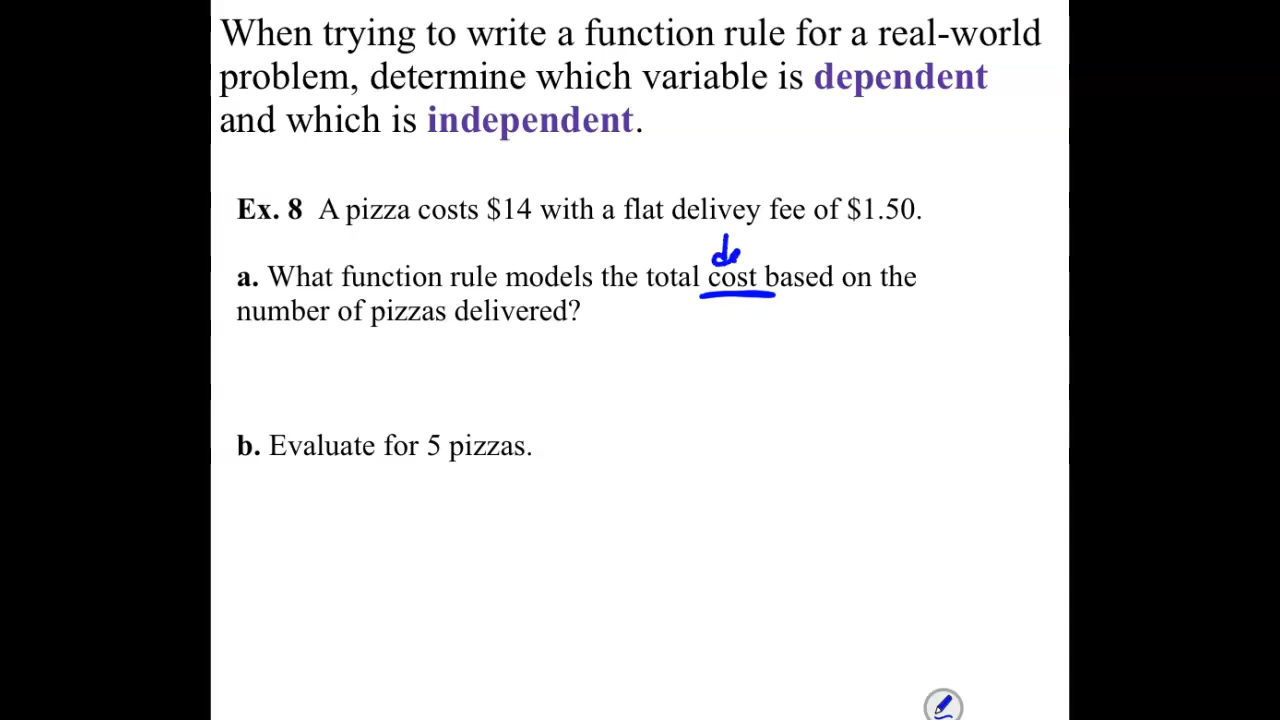 When trying to write a function rule for a real-world
problem, determine which variable is dependent
and which is independent.
Ex. 8 A pizza costs $14 with a flat delivey fee of $1.50.
de
a. What function rule models the total cost based on the
number of pizzas delivered?
b. Evaluate for 5 pizzas.